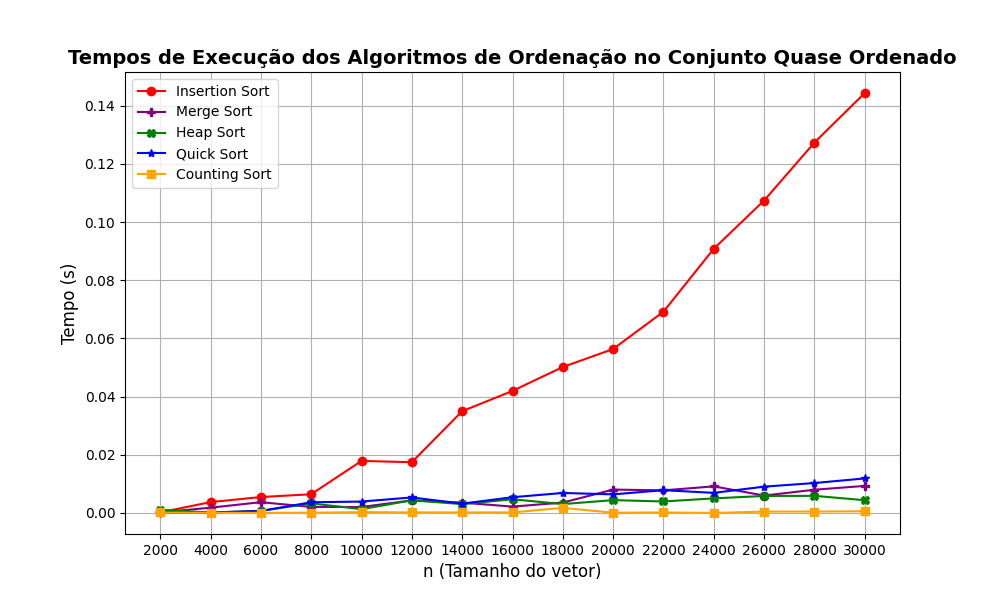 Tempos de Execução dos Algoritmos de Ordenação no Conjunto Quase Ordenado
Insertion Sort
Merge Sort
Heap Sort
Quick Sort
Counting Sort
Tempo (s)
0.14
0.12
0.10
0.08
0.06
0.04
0.02
0.00
2000 4000 6000 8000 10000 12000 14000 16000 18000 20000 22000 24000 26000 28000 30000
n (Tamanho do vetor)